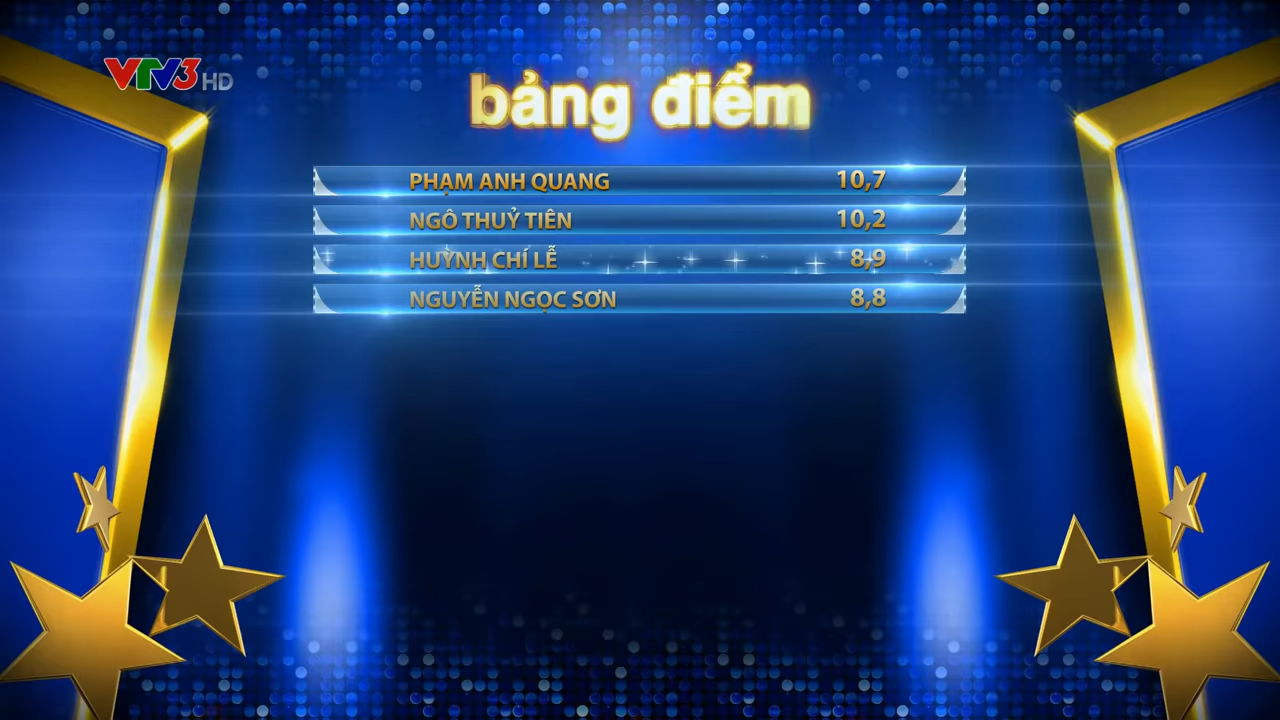 VTV3 HD
bảng điểm
PHẠM ANH QUANG 10,7
NGÔ THUỶ TIÊN 10,2
HUỲNH CHÍ LỄ 8,9
NGUYỄN NGỌC SƠN 8,8